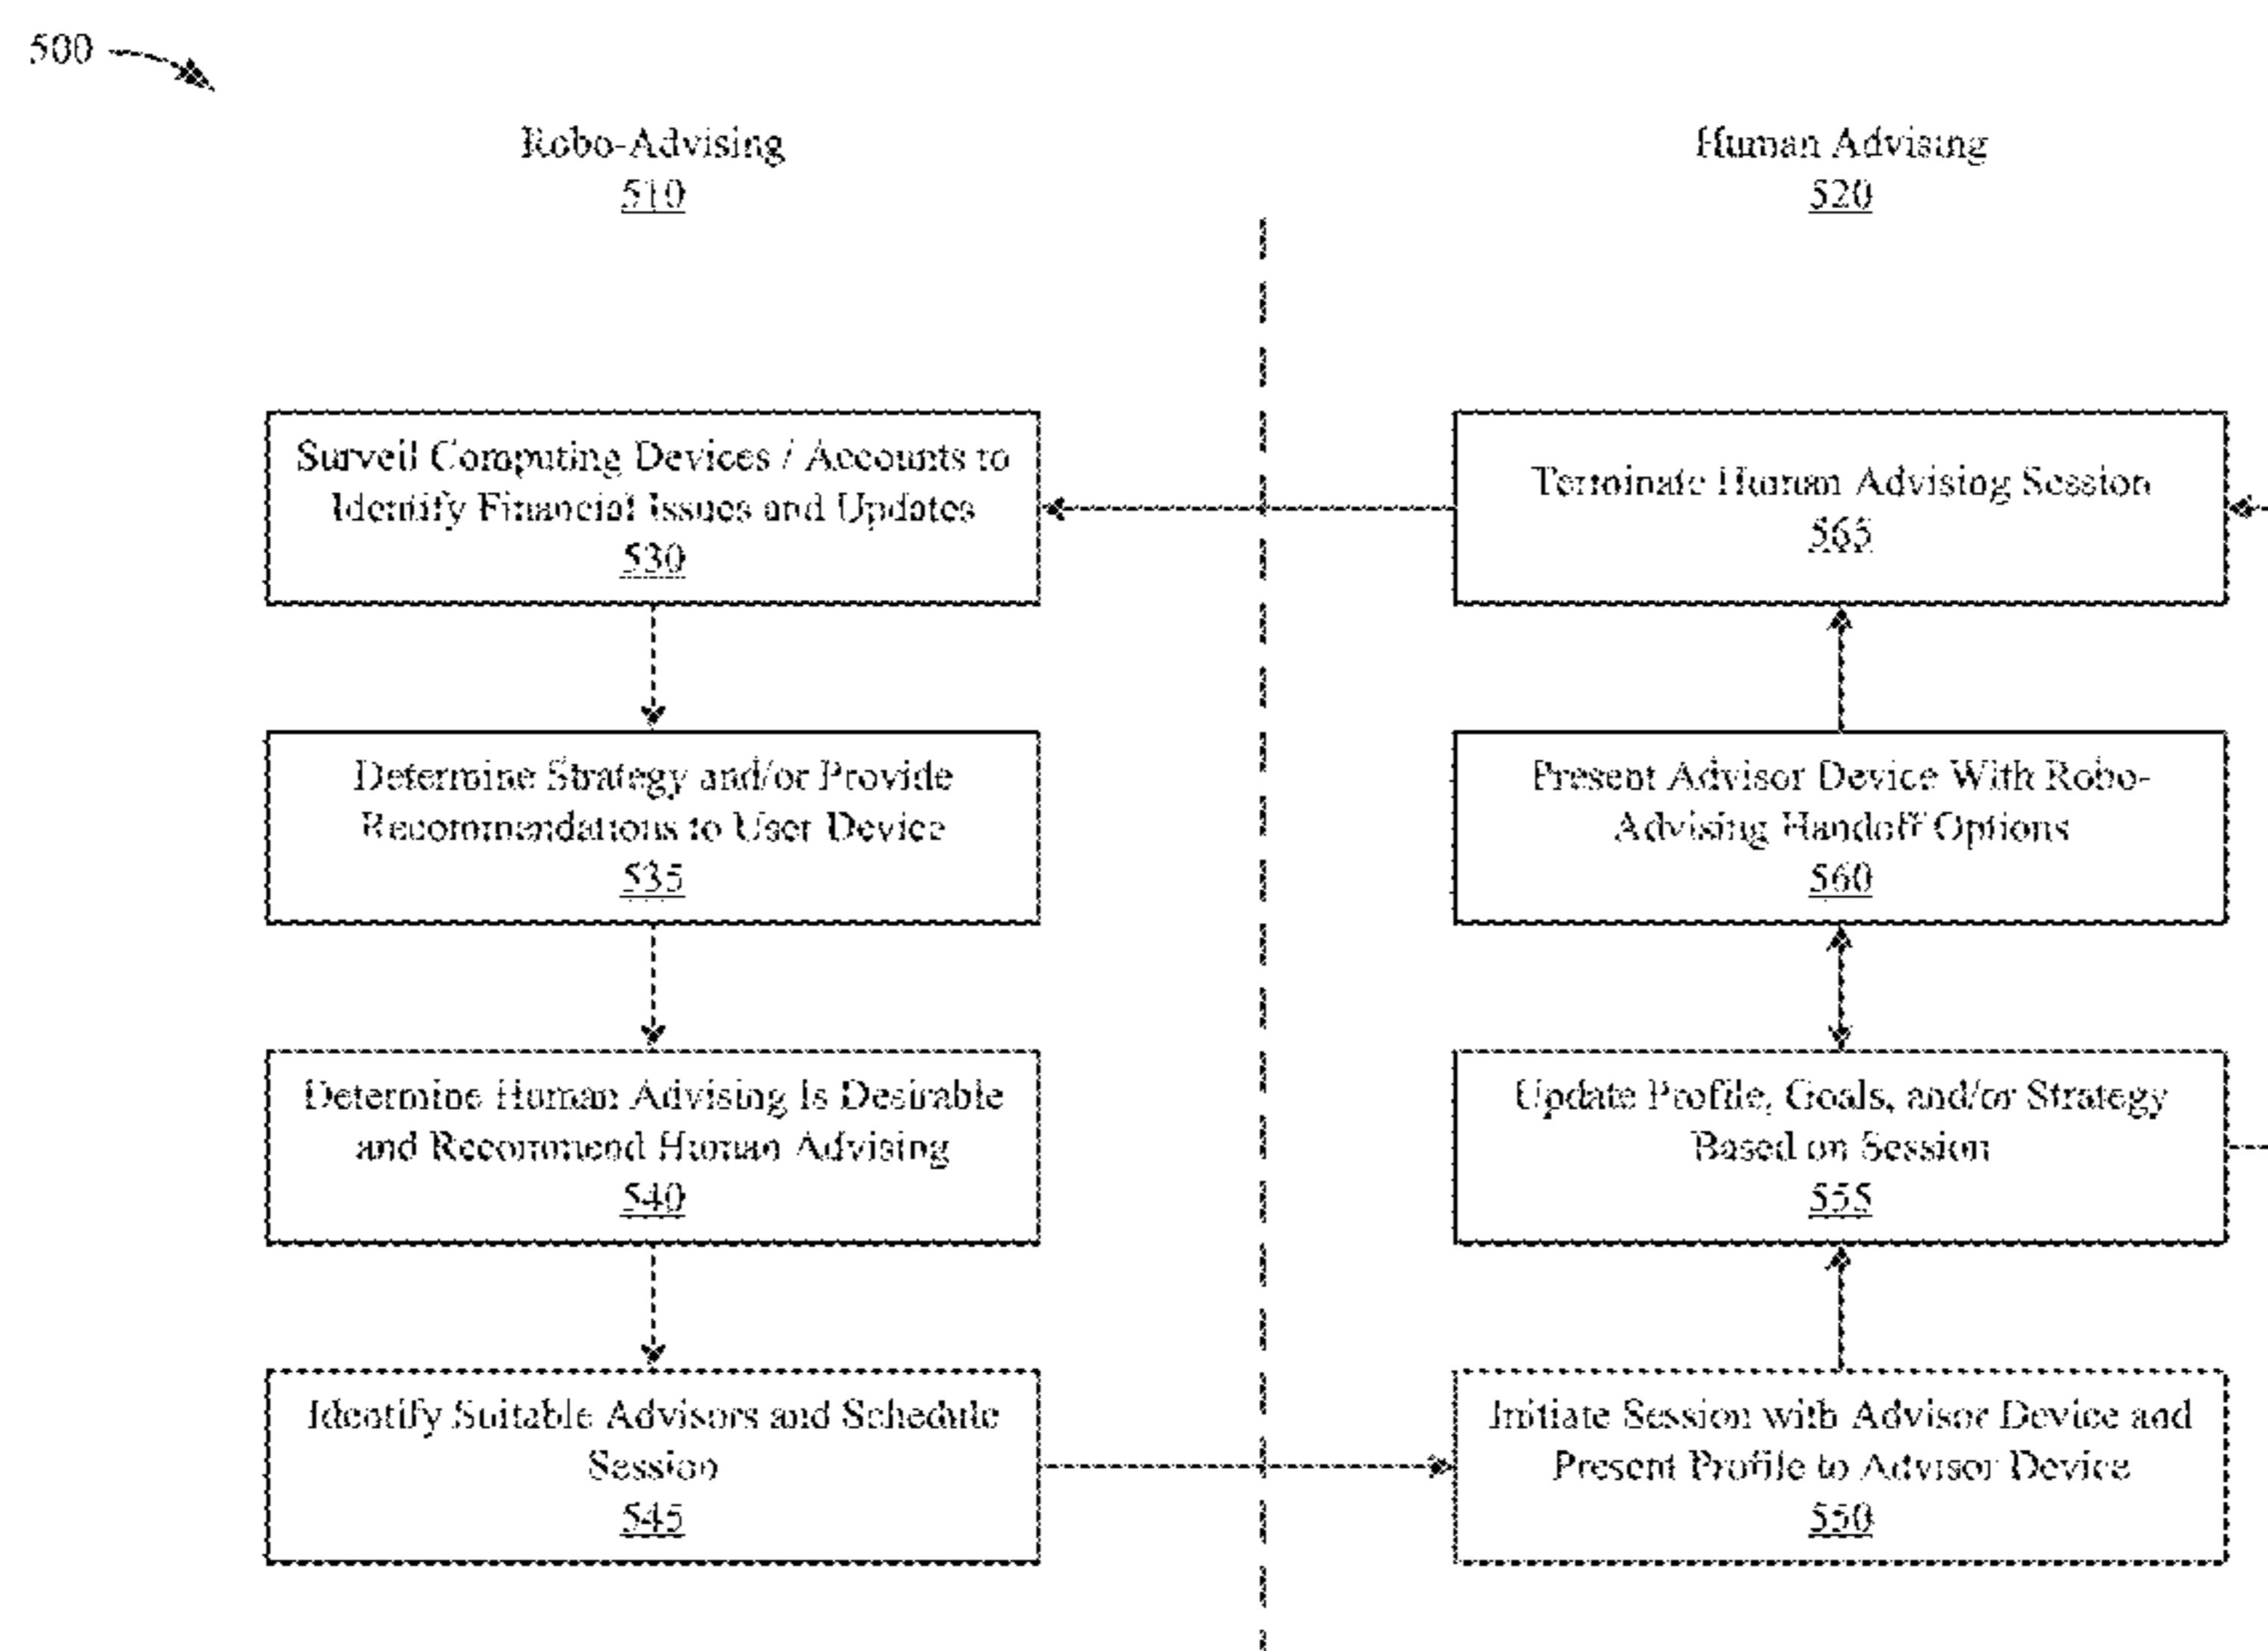 500
Robo-Advising
510
Human Advising
520
Surveil Computing Devices / Accounts to
Identify Financial Issues and Updates
530
Terminate Human Advising Session
565
Determine Strategy and/or Provide
Recommendations to User Device
535
Present Advisor Device With Robo-
Advising Handoff Options
560
Determine Human Advising Is Desirable
and Recommend Human Advising
540
Update Profile, Goals, and/or Strategy
Based on Session
555
Identify Suitable Advisors and Schedule
Session
545
Initiate Session with Advisor Device and
Present Profile to Advisor Device
550